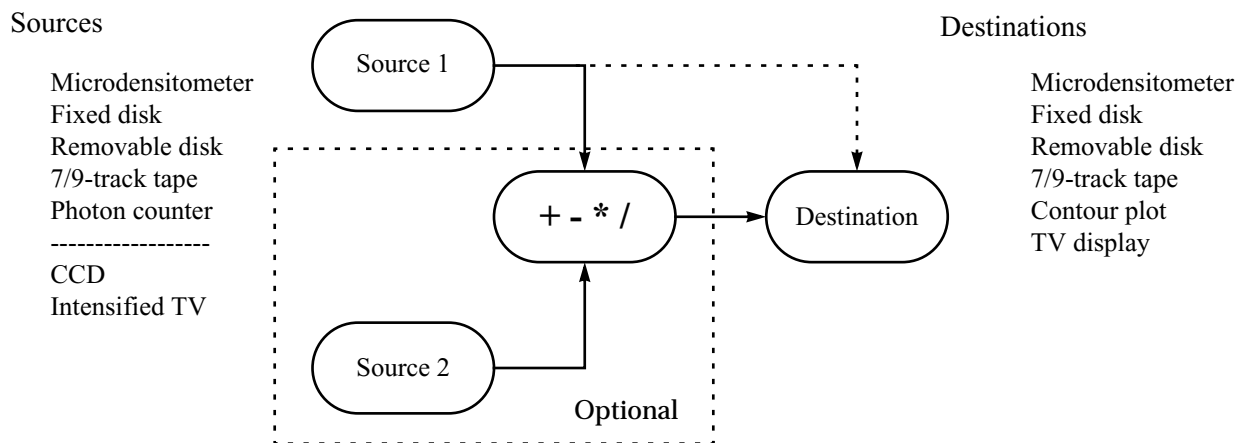 Sources
Microdensitometer
Fixed disk
Removable disk
7/9-track tape
Photon counter
------------------
CCD
Intensified TV
Source 1
+ - * /
Source 2
Optional
Destination
Destinations
Microdensitometer
Fixed disk
Removable disk
7/9-track tape
Contour plot
TV display